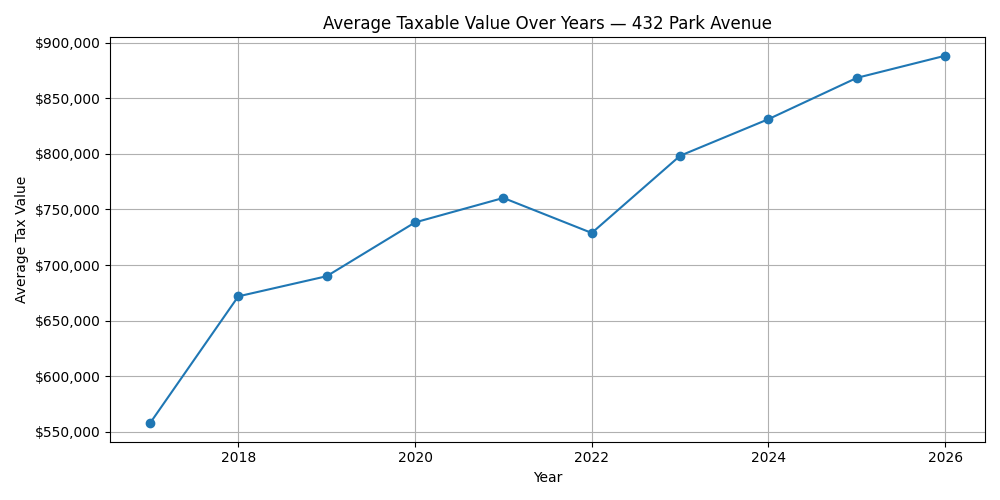 Average Taxable Value Over Years — 432 Park Avenue
$900,000
$850,000
$800,000
$750,000
$700,000
$650,000
$600,000
$550,000
Average Tax Value
2018 2020 2022 2024 2026
Year